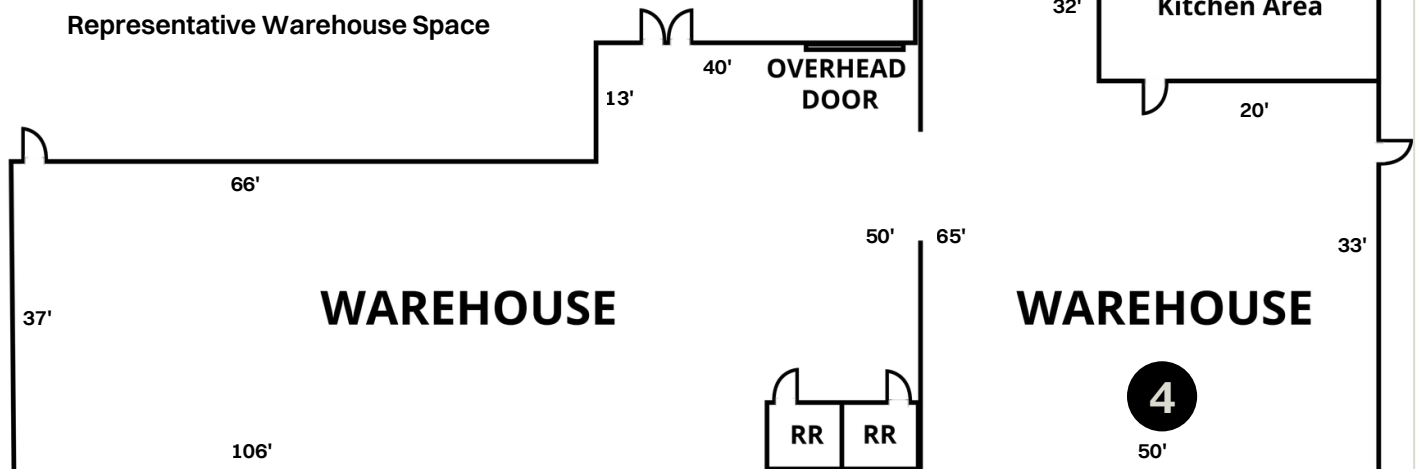 Representative Warehouse Space
32'
Kitchen Area
40'
OVERHEAD
DOOR
13'
20'
66'
50'
65'
33'
37'
WAREHOUSE
WAREHOUSE
4
RR
RR
106'
50'